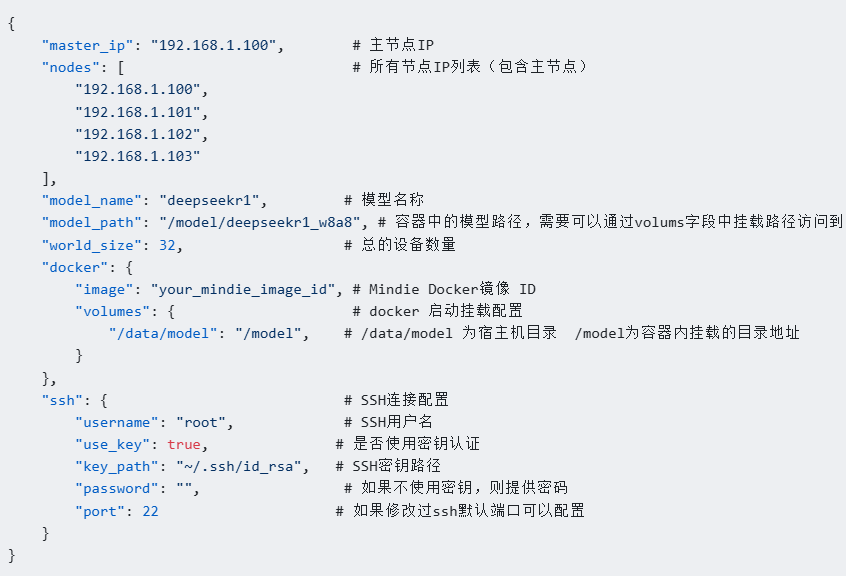 {
    "master_ip": "192.168.1.100",        # 主节点IP
    "nodes": [                           # 所有节点IP列表（包含主节点）
        "192.168.1.100",
        "192.168.1.101",
        "192.168.1.102",
        "192.168.1.103"
    ],
    "model_name": "deepseekr1",         # 模型名称
    "model_path": "/model/deepseekr1_w8a8", # 容器中的模型路径，需要可以通过volums字段中挂载路径访问到
    "world_size": 32,                   # 总的设备数量
    "docker": {
        "image": "your_mindie_image_id", # Mindie Docker镜像 ID
        "volumes": {                     # docker 启动挂载配置
            "/data/model": "/model",    # /data/model 为宿主机目录  /model为容器内挂载的目录地址
        }
    },
    "ssh": {                            # SSH连接配置
        "username": "root",             # SSH用户名
        "use_key": true,               # 是否使用密钥认证
        "key_path": "~/.ssh/id_rsa",   # SSH密钥路径
        "password": "",                 # 如果不使用密钥，则提供密码
        "port": 22                     # 如果修改过ssh默认端口可以配置
    }
}